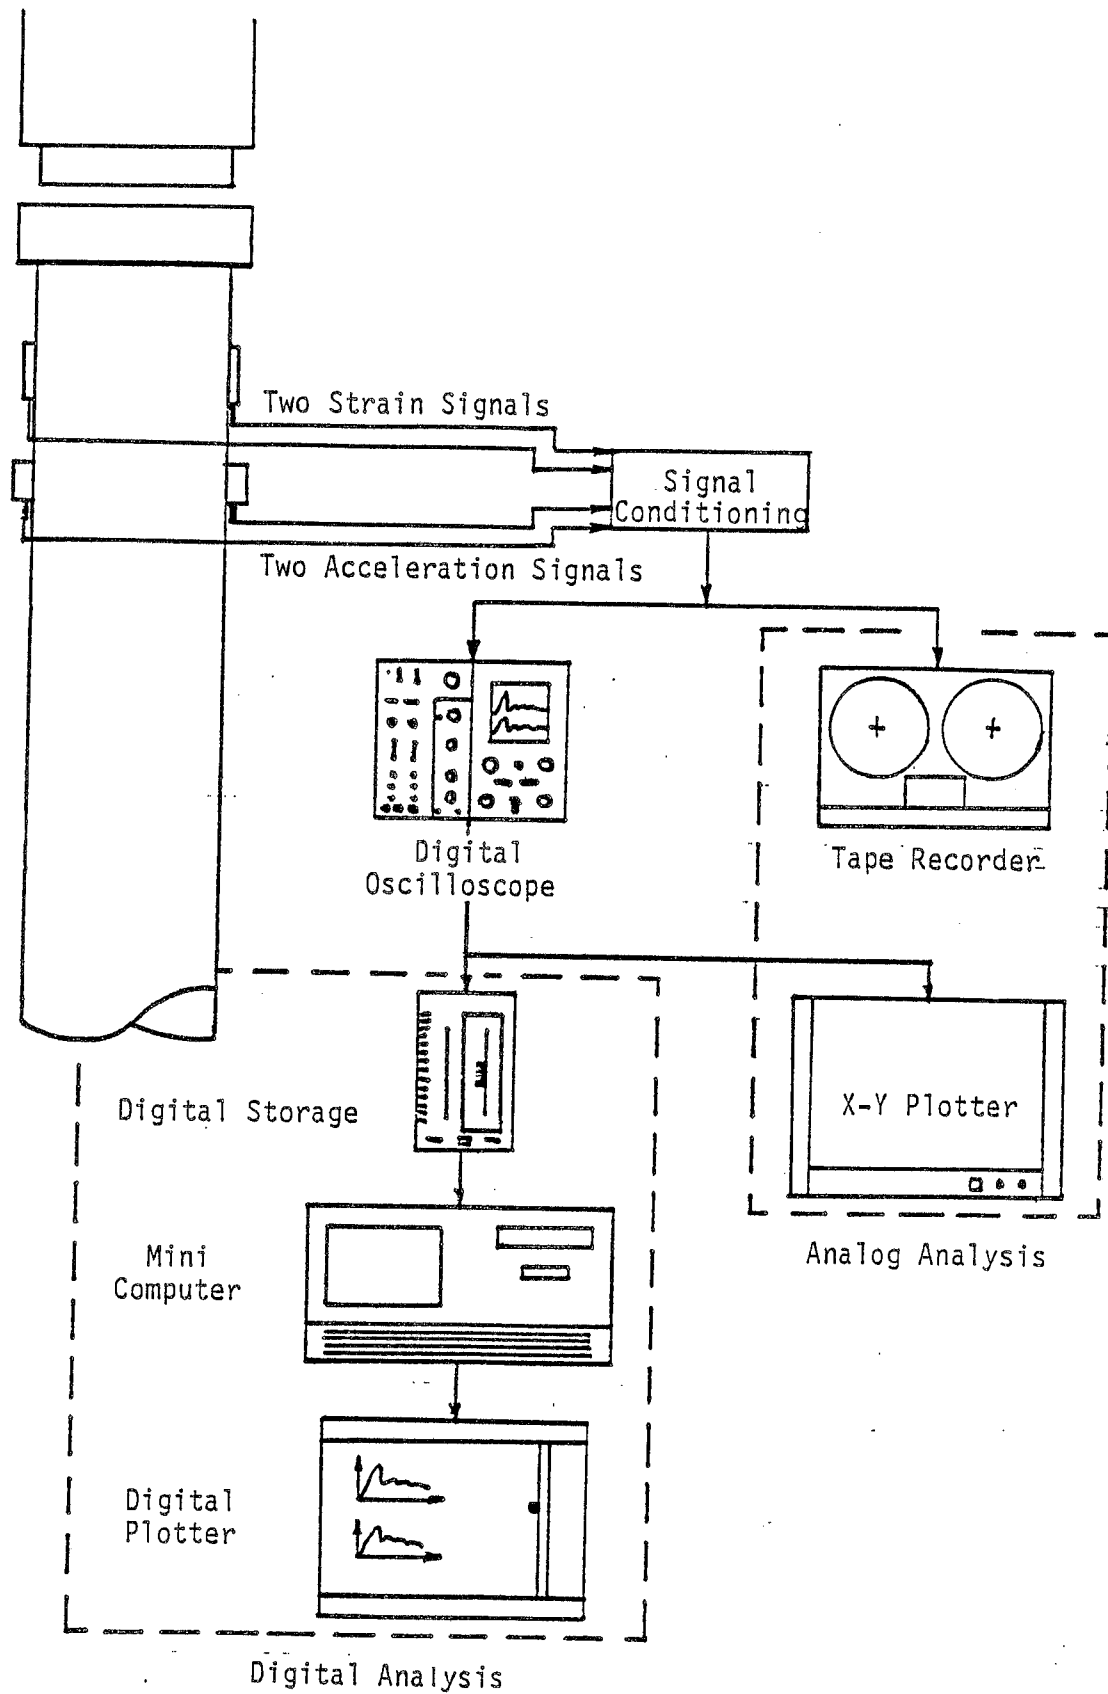 Two Strain Signals
Signal
Conditioning
Two Acceleration Signals
Digital
Oscilloscope
Tape Recorder
Digital Storage
X-Y Plotter
Mini
Computer
Analog Analysis
Digital
Plotter
Digital Analysis